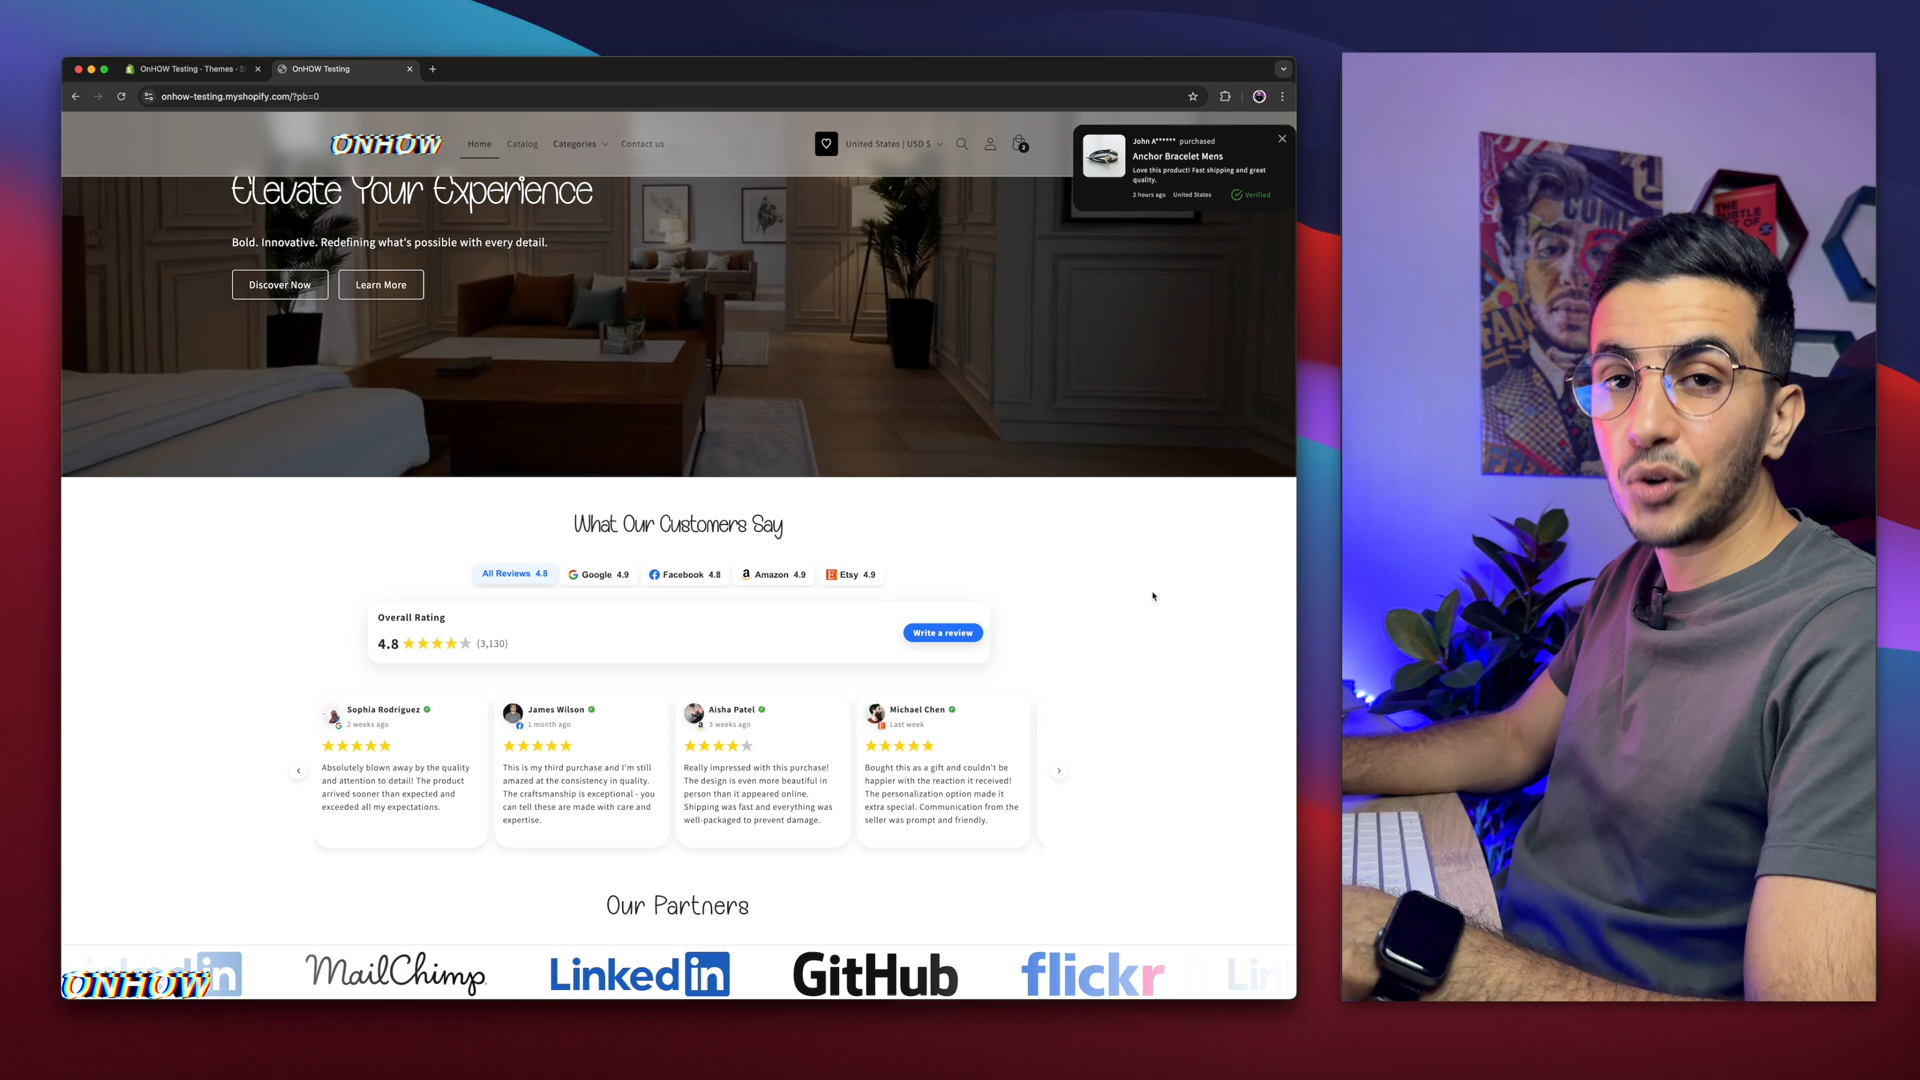 OnHOW Testing · Themes · S
OnHOW Testing
onhow-testing.myshopify.com/?pb=0
ONHOW
Home
Catalog
Categories
Contact us
United States | USD $
2
John A****** purchased
Anchor Bracelet Mens
Love this product! Fast shipping and great
quality.
2 hours ago
United States
Verified
Elevate Your Experience
Bold. Innovative. Redefining what's possible with every detail.
Discover Now
Learn More
What Our Customers Say
All Reviews 4.8
Google 4.9
Facebook 4.8
Amazon 4.9
Etsy 4.9
Overall Rating
4.8
(3,130)
Write a review
Sophia Rodriguez
2 weeks ago
Absolutely blown away by the quality
and attention to detail! The product
arrived sooner than expected and
exceeded all my expectations.
James Wilson
1 month ago
This is my third purchase and I'm still
amazed at the consistency in quality.
The craftsmanship is exceptional - you
can tell these are made with care and
expertise.
Aisha Patel
3 weeks ago
Really impressed with this purchase!
The design is even more beautiful in
person than it appeared online.
Shipping was fast and everything was
well-packaged to prevent damage.
Michael Chen
Last week
Bought this as a gift and couldn't be
happier with the reaction it received!
The personalization option made it
extra special. Communication from the
seller was prompt and friendly.
Our Partners
LinkedIn
ONHOW
MailChimp
LinkedIn
GitHub
flickr
Lin
COME
FAN
THE
SUBTLE
ART OF